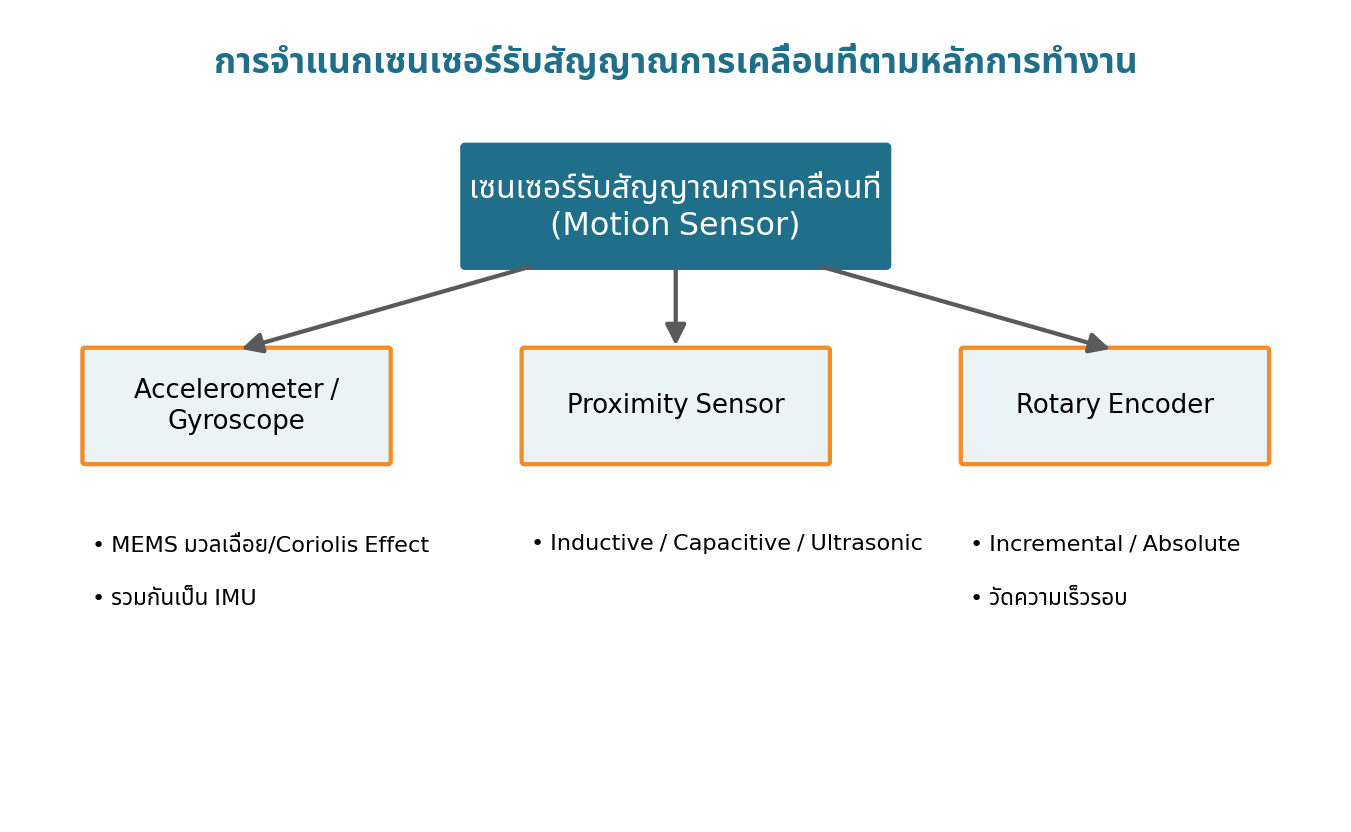 การจำแนกเซนเซอร์รับสัญญาณการเคลื่อนที่ตามหลักการทำงาน
เซนเซอร์รับสัญญาณการเคลื่อนที่
(Motion Sensor)
Accelerometer /
Gyroscope
Proximity Sensor
Rotary Encoder
• MEMS มวลเฉื่อย/Coriolis Effect
• รวมกันเป็น IMU
• Inductive / Capacitive / Ultrasonic
• Incremental / Absolute
• วัดความเร็วรอบ